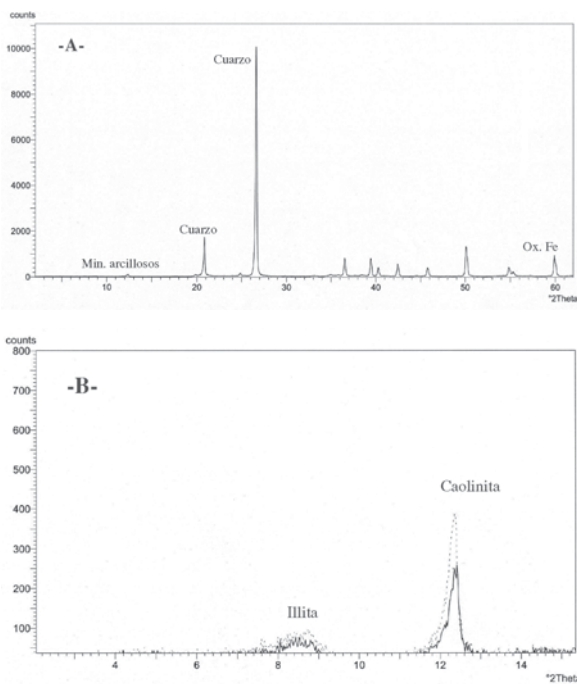 counts
-A-
10000
8000
6000
4000
2000
0
Cuarzo
Cuarzo
Min. arcillosos
Ox. Fe
10
20
30
40
50
60
°2Theta
counts
-B-
800
700
600
500
400
300
200
100
Caolinita
Illita
4
6
8
10
12
14
°2Theta